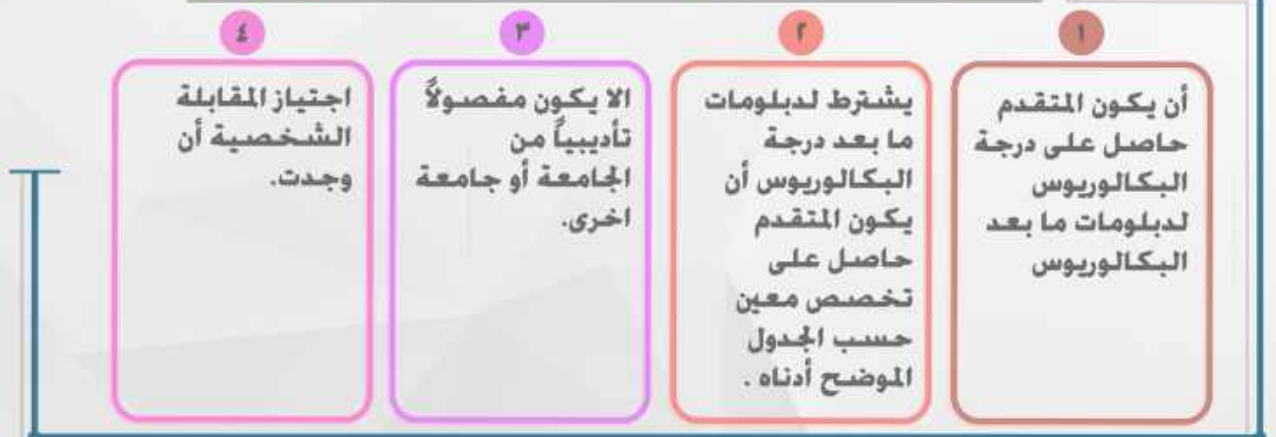 ١
أن يكون المتقدم
حاصل على درجة
البكالوريوس
لدبلومات ما بعد
البكالوريوس
٢
يشترط لدبلومات
ما بعد درجة
البكالوريوس أن
يكون المتقدم
حاصل على
تخصص معين
حسب الجدول
الموضح أدناه .
٣
الا يكون مفصولاً
تأديبياً من
الجامعة أو جامعة
اخرى.
٤
اجتياز المقابلة
الشخصية أن
وجدت.